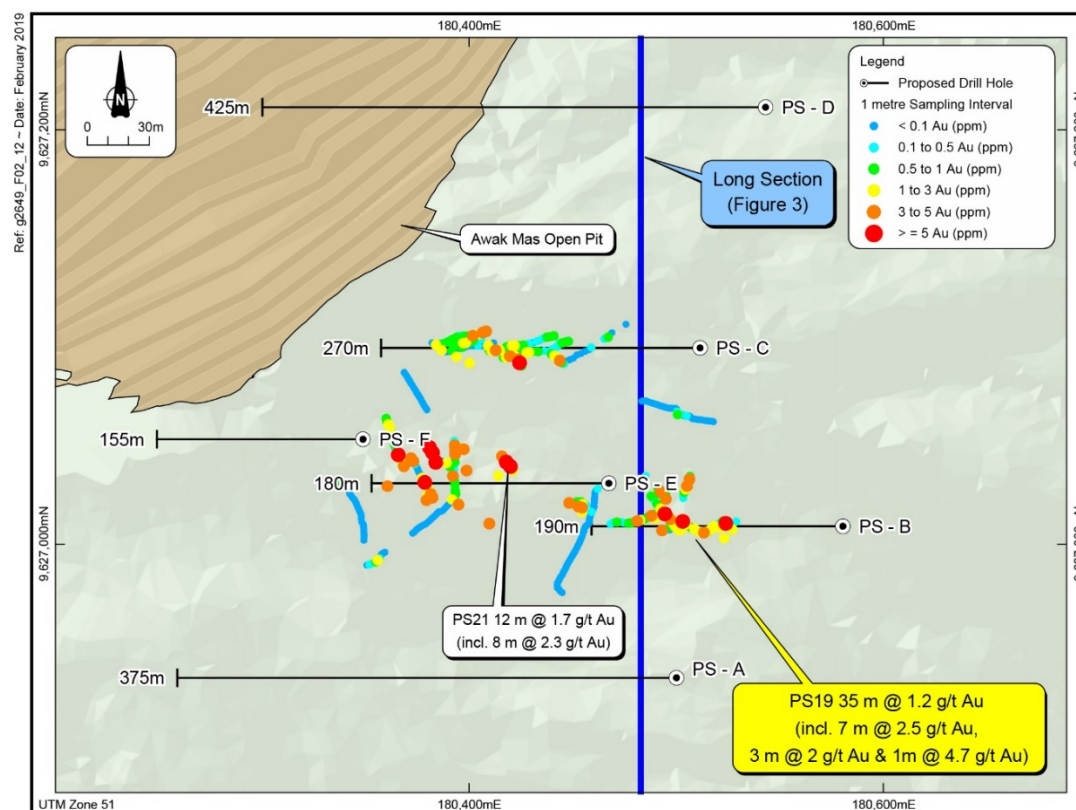 Ref: g2649_F02_12 ~ Date: February 2019
180,400mE
180,600mE
N
0 30m
9,627,200mN
425m
PS - D
Legend
Proposed Drill Hole
1 metre Sampling Interval
< 0.1 Au (ppm)
0.1 to 0.5 Au (ppm)
0.5 to 1 Au (ppm)
1 to 3 Au (ppm)
3 to 5 Au (ppm)
> = 5 Au (ppm)
Long Section
(Figure 3)
Awak Mas Open Pit
270m
PS - C
155m
PS - F
180m
PS - E
190m
PS - B
9,627,000mN
PS21 12 m @ 1.7 g/t Au
(incl. 8 m @ 2.3 g/t Au)
375m
PS - A
PS19 35 m @ 1.2 g/t Au
(incl. 7 m @ 2.5 g/t Au,
3 m @ 2 g/t Au & 1m @ 4.7 g/t Au)
UTM Zone 51
180,400mE
180,600mE